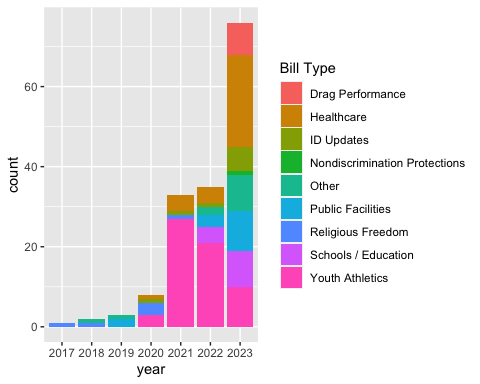 Bill Type
Drag Performance
Healthcare
ID Updates
Nondiscrimination Protections
Other
Public Facilities
Religious Freedom
Schools / Education
Youth Athletics
count
60
40
20
0
2017 2018 2019 2020 2021 2022 2023
year